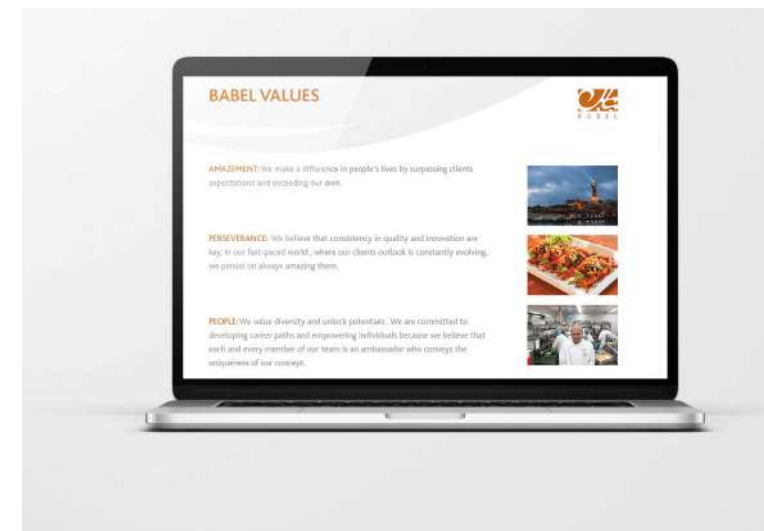 BABEL VALUES
BABEL
AMAZEMENT: We make a difference in people's lives by surpassing clients
expectations and exceeding our own.
PERSEVERANCE: We believe that consistency in quality and innovation are
key. In our fast-paced world , where our clients outlook is constantly evolving,
we persist on always amazing them.
PEOPLE: We value diversity and unlock potentials . We are committed to
developing career paths and empowering individuals because we believe that
each and every member of our team is an ambassador who conveys the
uniqueness of our concept.